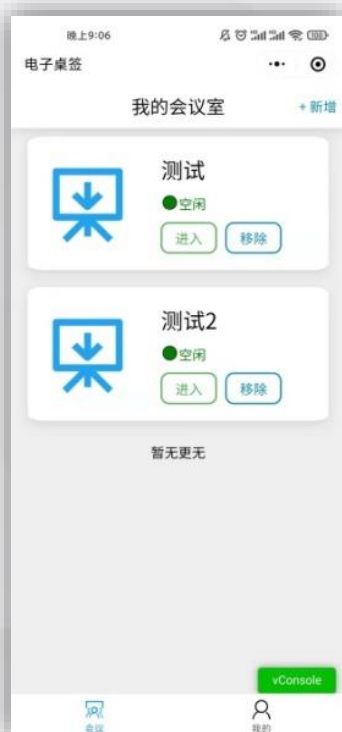 晚上9:06
电子桌签
我的会议室
+ 新增
测试
空闲
进入 移除
测试2
空闲
进入 移除
暂无更无
vConsole
会议 我的